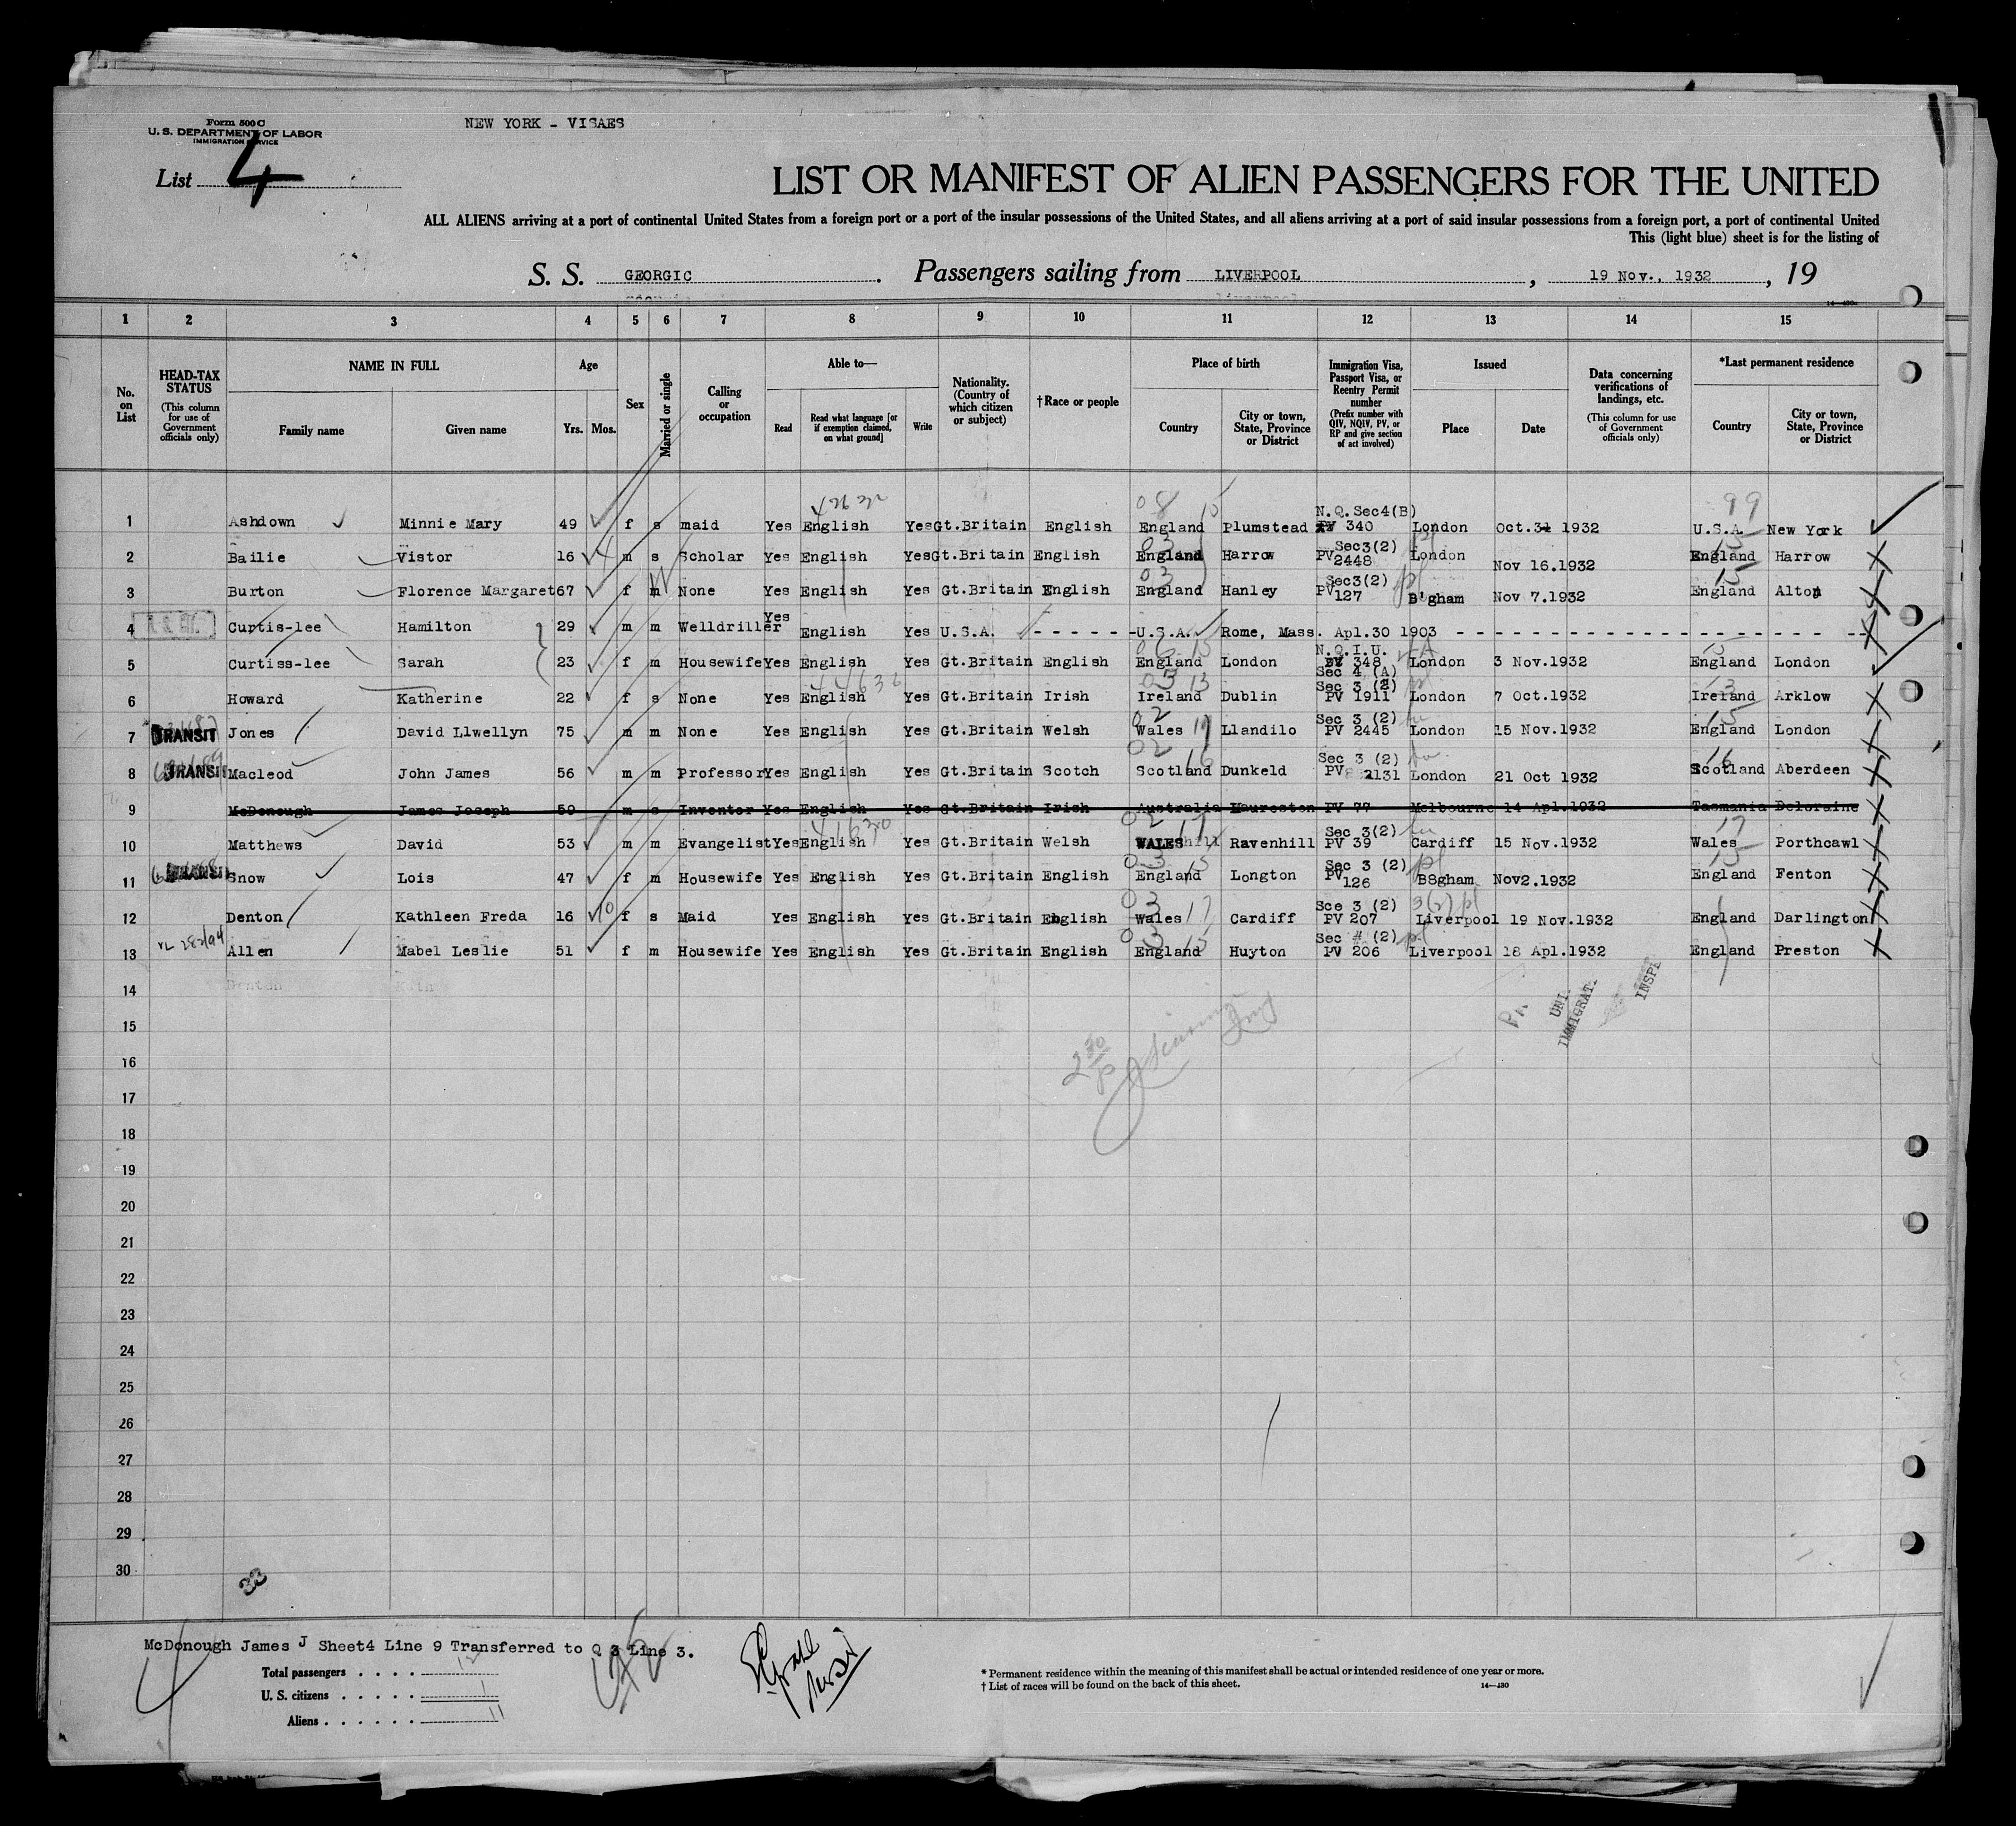 Form 500 C
U. S. DEPARTMENT OF LABOR
IMMIGRATION SERVICE
NEW YORK - VISAES
List 4
LIST OR MANIFEST OF ALIEN PASSENGERS FOR THE UNITED
ALL ALIENS arriving at a port of continental United States from a foreign port or a port of the insular possessions of the United States, and all aliens arriving at a port of said insular possessions from a foreign port, a port of continental United
This (light blue) sheet is for the listing of
S. S. GEORGIC. Passengers sailing from LIVERPOOL, 19 Nov., 1932, 19
14—430
1 2 3 4 5 6 7 8 9 10 11 12 13 14 15
No. on List
HEAD-TAX STATUS (This column for use of Government officials only)
NAME IN FULL
Family name
Given name
Age
Yrs. Mos.
Sex
Married or single
Calling or occupation
Able to—
Read
Read what language [or if exemption claimed, on what ground]
Write
Nationality. (Country of which citizen or subject)
†Race or people
Place of birth
Country
City or town, State, Province or District
Immigration Visa, Passport Visa, or Reentry Permit number (Prefix number with QIV, NQIV, PV, or RP and give section of act involved)
Issued
Place
Date
Data concerning verifications of landings, etc. (This column for use of Government officials only)
*Last permanent residence
Country
City or town, State, Province or District
1 Ashdown Minnie Mary 49 f s maid Yes English Yes Gt.Britain English England Plumstead N.Q.Sec4(B) 340 London Oct.31 1932 U.S.A. New York
2 Bailie Vistor 16 4 m s Scholar Yes English Yes Gt.Britain English England Harrow Sec3(2) PV 2448 London Nov 16.1932 England Harrow
3 Burton Florence Margaret 67 f m None Yes English Yes Gt.Britain English England Hanley Sec3(2) PV 127 B'gham Nov 7.1932 England Alton
4 Curtis-lee Hamilton 29 m m Welldriller Yes English Yes U.S.A. - - - - - - U.S.A. Rome, Mass. Apl.30 1903 - - - - - - - - - - - - - - - - - - - -
5 Curtiss-lee Sarah 23 f m Housewife Yes English Yes Gt.Britain English England London N.Q.I.U. 348 Sec 4 (A) London 3 Nov.1932 England London
6 Howard Katherine 22 f s None Yes English Yes Gt.Britain Irish Ireland Dublin Sec 3 (2) PV 1911 London 7 Oct.1932 Ireland Arklow
7 TRANSIT Jones David Llwellyn 75 m m None Yes English Yes Gt.Britain Welsh Wales Llandilo Sec 3 (2) PV 2445 London 15 Nov.1932 England London
8 TRANSIT Macleod John James 56 m m Professor Yes English Yes Gt.Britain Scotch Scotland Dunkeld Sec 3 (2) PV 2131 London 21 Oct 1932 Scotland Aberdeen
9 McDonough James Joseph 59 m s Inventor Yes English Yes Gt.Britain Irish Australia PV 77 Melbourne 14 Apl.1932 Tasmania Deloraine
10 Matthews David 53 m m Evangelist Yes English Yes Gt.Britain Welsh WALES Ravenhill Sec 3(2) PV 39 Cardiff 15 Nov.1932 Wales Porthcawl
11 TRANSIT Snow Lois 47 f m Housewife Yes English Yes Gt.Britain English England Longton Sec 3 (2) PV 126 BSgham Nov2.1932 England Fenton
12 Denton Kathleen Freda 16 10 f s Maid Yes English Yes Gt.Britain English Wales Cardiff Sce 3 (2) PV 207 Liverpool 19 Nov.1932 England Darlington
13 Allen Mabel Leslie 51 f m Housewife Yes English Yes Gt.Britain English England Huyton Sec # (2) PV 206 Liverpool 18 Apl.1932 England Preston
14 Denton Kath
15
16
17
18
19
20
21
22
23
24
25
26
27
28
29
30
33
McDonough James J Sheet4 Line 9 Transferred to Q 3 Line 3.
Total passengers . . . . 12
U. S. citizens . . . . . 1
Aliens . . . . . . 11
* Permanent residence within the meaning of this manifest shall be actual or intended residence of one year or more.
† List of races will be found on the back of this sheet.
14—430